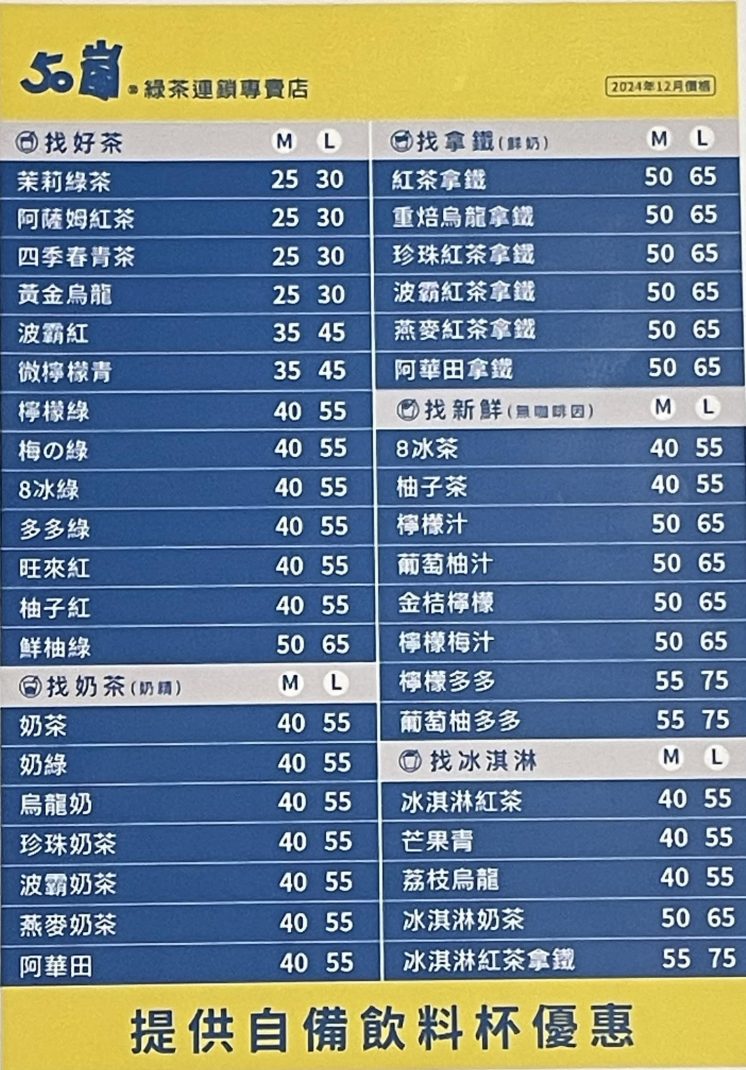 50嵐®綠茶連鎖專賣店
2024年12月價格
找好茶 M L
茉莉綠茶 25 30
阿薩姆紅茶 25 30
四季春青茶 25 30
黃金烏龍 25 30
波霸紅 35 45
微檸檬青 35 45
檸檬綠 40 55
梅の綠 40 55
8冰綠 40 55
多多綠 40 55
旺來紅 40 55
柚子紅 40 55
鮮柚綠 50 65
找奶茶(奶精) M L
奶茶 40 55
奶綠 40 55
烏龍奶 40 55
珍珠奶茶 40 55
波霸奶茶 40 55
燕麥奶茶 40 55
阿華田 40 55
找拿鐵(鮮奶) M L
紅茶拿鐵 50 65
重焙烏龍拿鐵 50 65
珍珠紅茶拿鐵 50 65
波霸紅茶拿鐵 50 65
燕麥紅茶拿鐵 50 65
阿華田拿鐵 50 65
找新鮮(無咖啡因) M L
8冰茶 40 55
柚子茶 40 55
檸檬汁 50 65
葡萄柚汁 50 65
金桔檸檬 50 65
檸檬梅汁 50 65
檸檬多多 55 75
葡萄柚多多 55 75
找冰淇淋 M L
冰淇淋紅茶 40 55
芒果青 40 55
荔枝烏龍 40 55
冰淇淋奶茶 50 65
冰淇淋紅茶拿鐵 55 75
提供自備飲料杯優惠